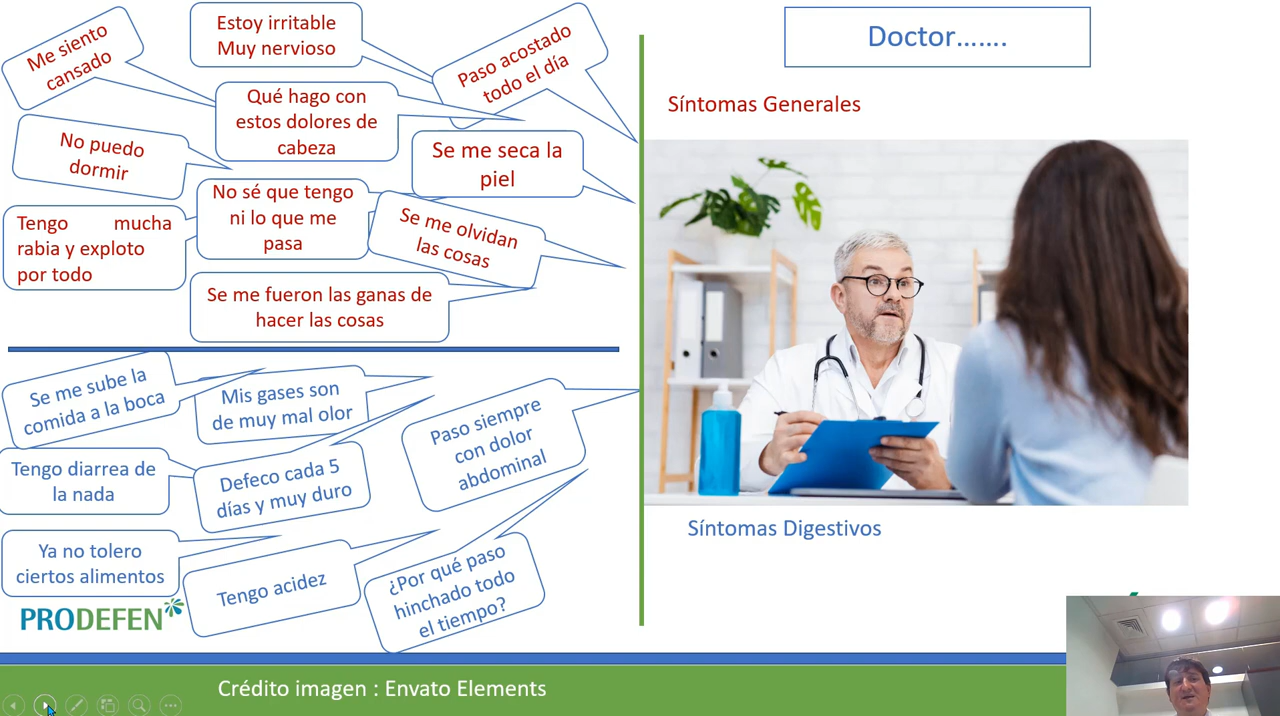 Me siento
cansado
Estoy irritable
Muy nervioso
Paso acostado
todo el día
Qué hago con
estos dolores de
cabeza
No puedo
dormir
Se me seca la
piel
No sé que tengo
ni lo que me
pasa
Tengo mucha
rabia y exploto
por todo
Se me olvidan
las cosas
Se me fueron las ganas de
hacer las cosas
Se me sube la
comida a la boca
Mis gases son
de muy mal olor
Paso siempre
con dolor
abdominal
Tengo diarrea de
la nada
Defeco cada 5
días y muy duro
Ya no tolero
ciertos alimentos
Tengo acidez
¿Por qué paso
hinchado todo
el tiempo?
PRODEFEN
Doctor.......
Síntomas Generales
Síntomas Digestivos
Crédito imagen : Envato Elements